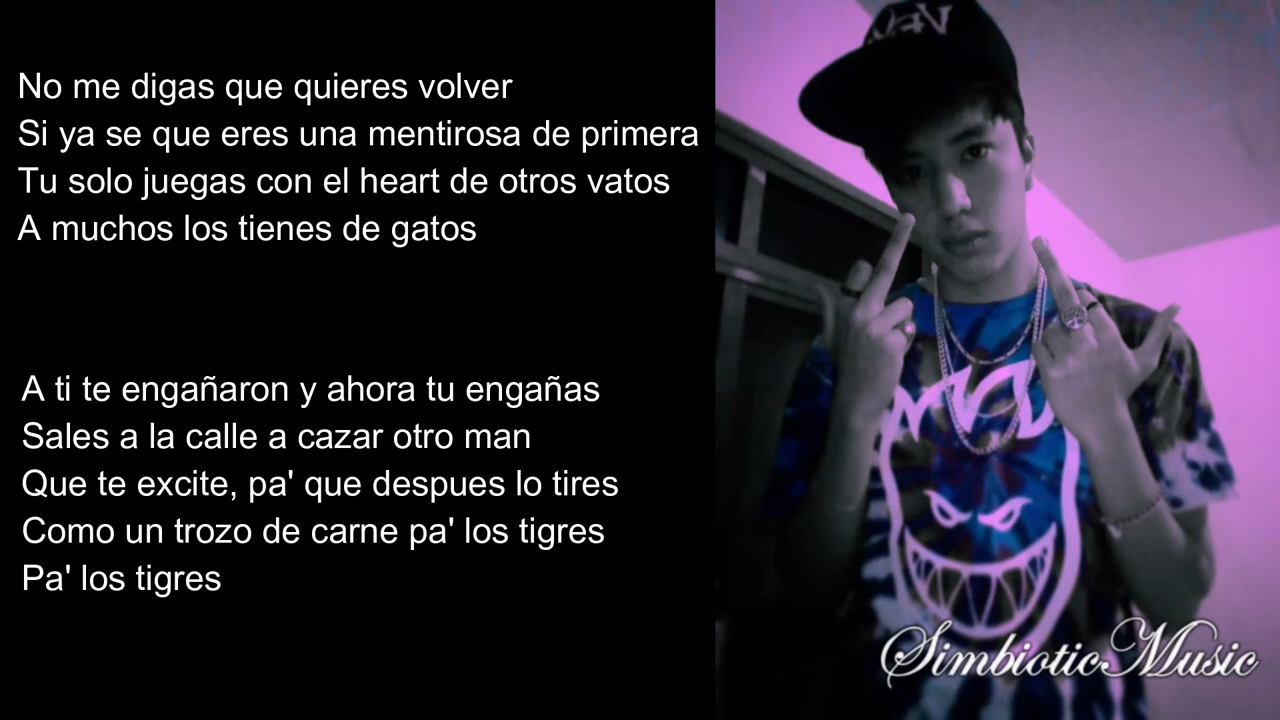 No me digas que quieres volver
Si ya se que eres una mentirosa de primera
Tu solo juegas con el heart de otros vatos
A muchos los tienes de gatos
A ti te engañaron y ahora tu engañas
Sales a la calle a cazar otro man
Que te excite, pa' que despues lo tires
Como un trozo de carne pa' los tigres
Pa' los tigres
SimbioticMusic